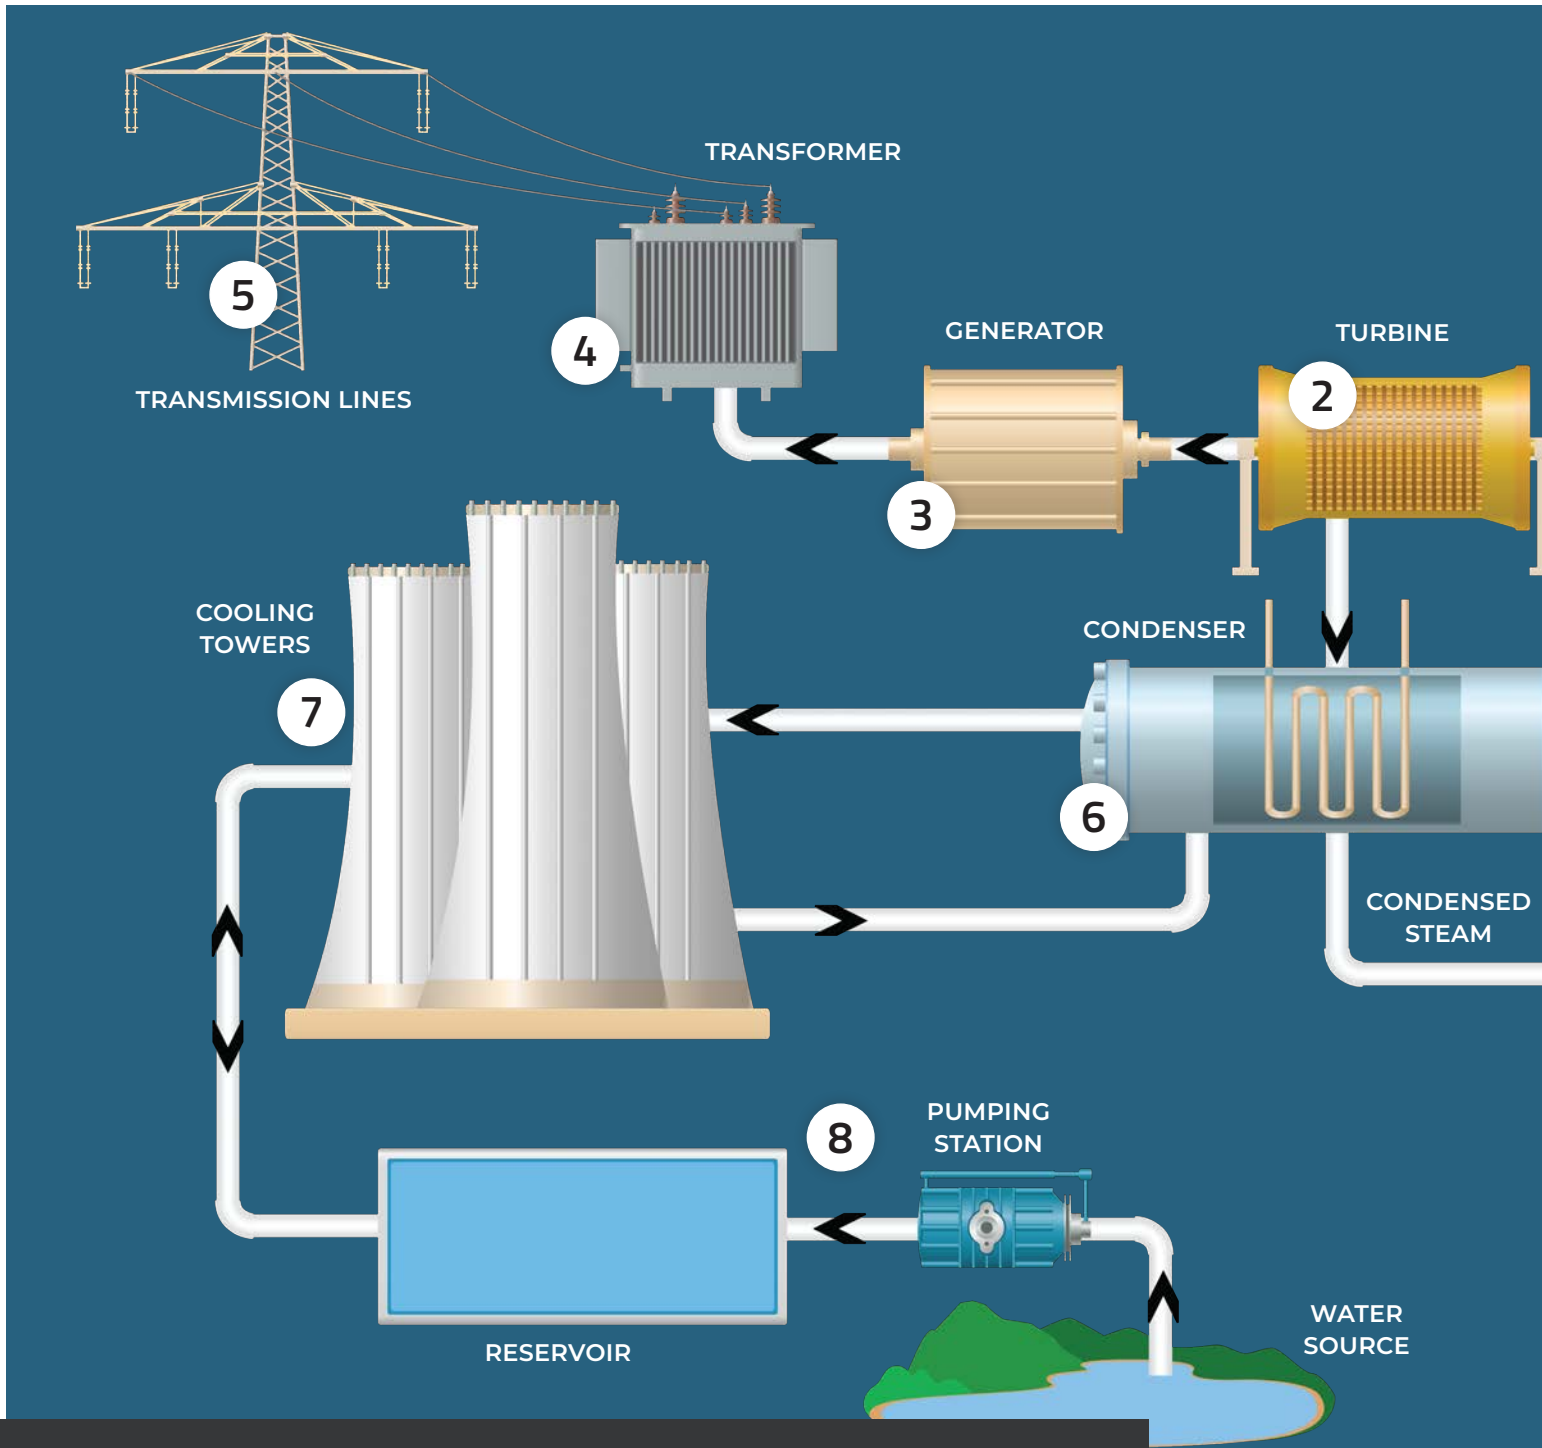 TRANSFORMER
5
4
GENERATOR
TURBINE
2
TRANSMISSION LINES
3
COOLING
TOWERS
CONDENSER
7
6
CONDENSED
STEAM
8
PUMPING
STATION
RESERVOIR
WATER
SOURCE